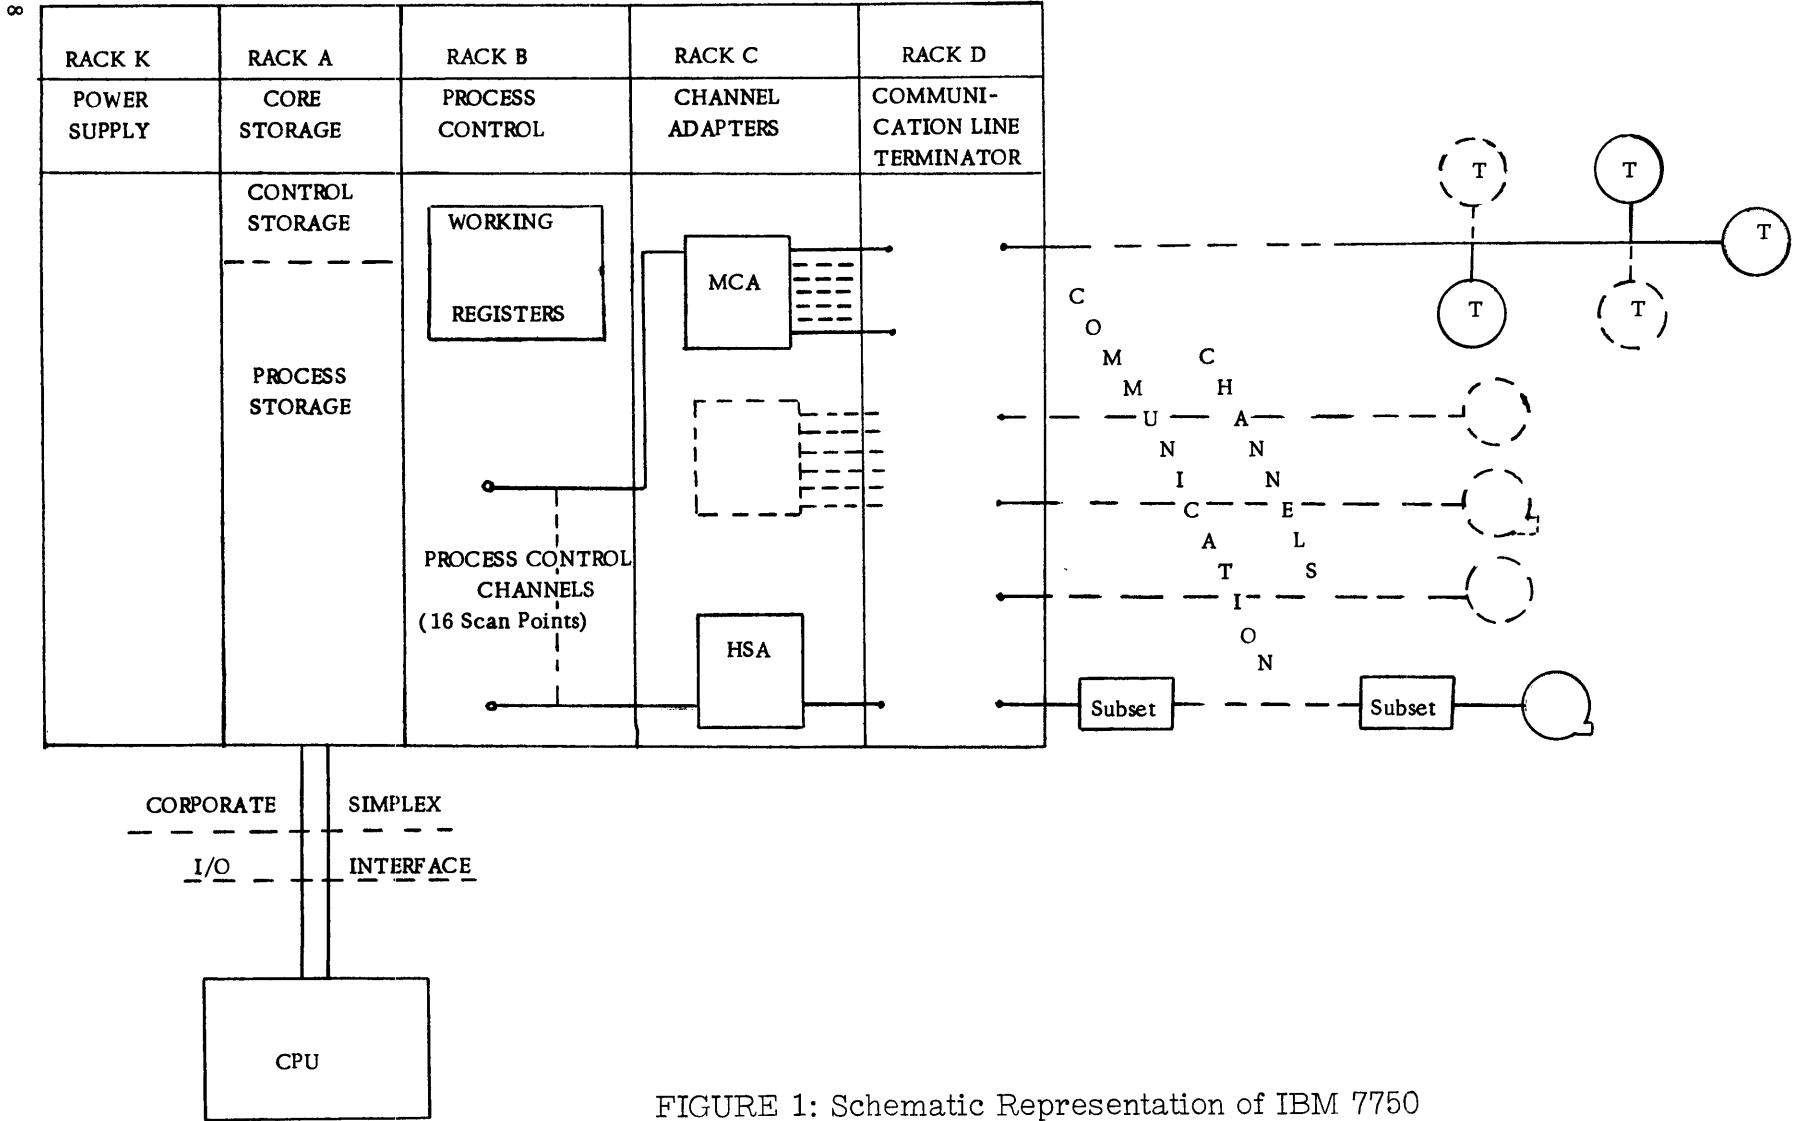 8
RACK K
RACK A
RACK B
RACK C
RACK D
POWER
SUPPLY
CORE
STORAGE
PROCESS
CONTROL
CHANNEL
ADAPTERS
COMMUNI-
CATION LINE
TERMINATOR
CONTROL
STORAGE
PROCESS
STORAGE
WORKING
REGISTERS
PROCESS CONTROL
CHANNELS
(16 Scan Points)
MCA
HSA
COMMUNICATION
CHANNELS
T
T
T
T
T
Subset
Subset
CORPORATE SIMPLEX
I/O INTERFACE
CPU
FIGURE 1: Schematic Representation of IBM 7750